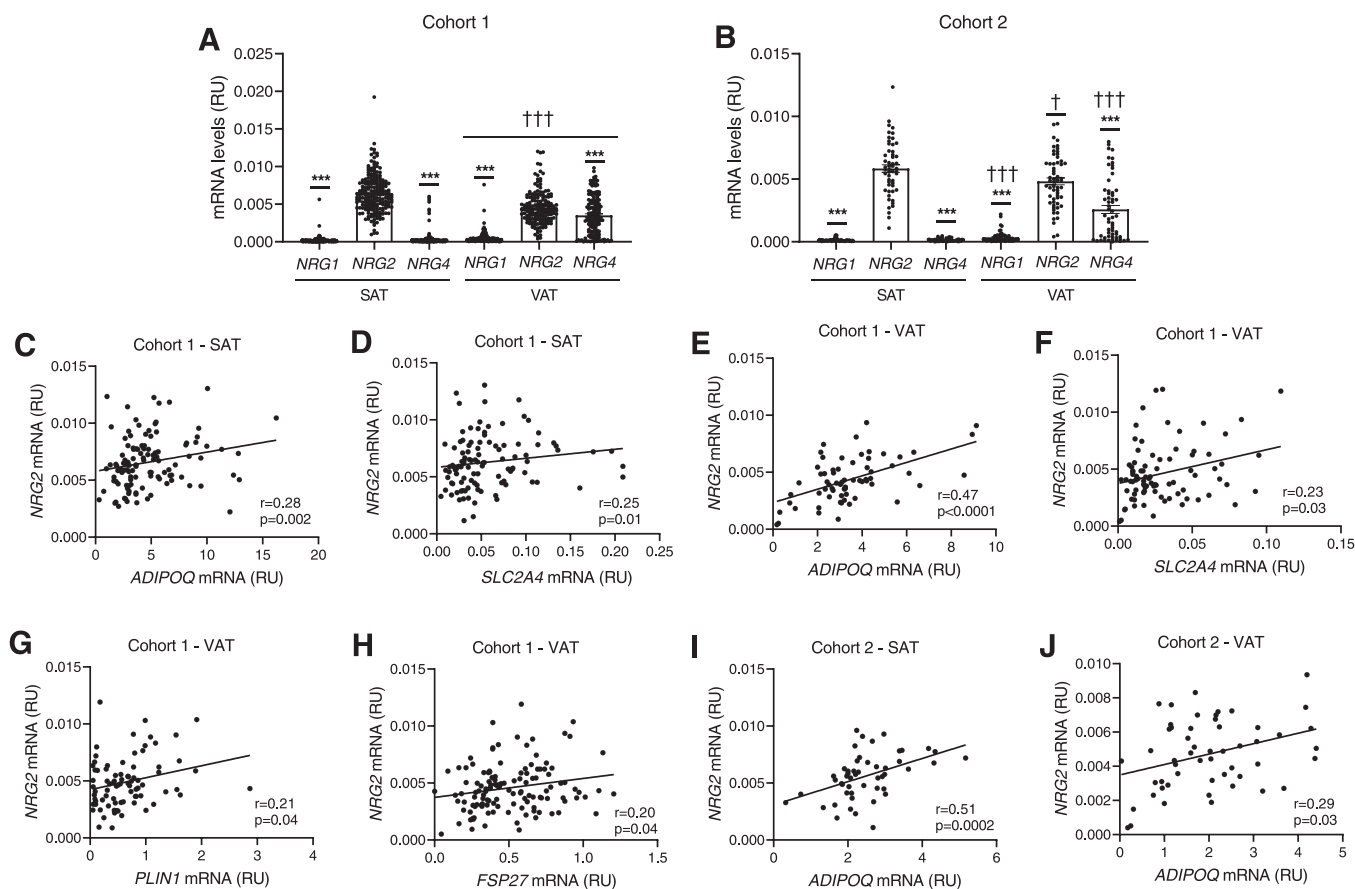 Cohort 1
A
mRNA levels (RU)
0.025
0.020
0.015
0.010
0.005
0.000
***
***
***
†††
***
NRG1 NRG2 NRG4 NRG1 NRG2 NRG4
SAT VAT
Cohort 2
B
mRNA levels (RU)
0.015
0.010
0.005
0.000
***
***
†††
***
†
†††
***
NRG1 NRG2 NRG4 NRG1 NRG2 NRG4
SAT VAT
C
Cohort 1 - SAT
NRG2 mRNA (RU)
0.015
0.010
0.005
0.000
r=0.28
p=0.002
0 5 10 15 20
ADIPOQ mRNA (RU)
D
Cohort 1 - SAT
NRG2 mRNA (RU)
0.015
0.010
0.005
0.000
r=0.25
p=0.01
0.00 0.05 0.10 0.15 0.20 0.25
SLC2A4 mRNA (RU)
E
Cohort 1 - VAT
NRG2 mRNA (RU)
0.015
0.010
0.005
0.000
r=0.47
p<0.0001
0 2 4 6 8 10
ADIPOQ mRNA (RU)
F
Cohort 1 - VAT
NRG2 mRNA (RU)
0.015
0.010
0.005
0.000
r=0.23
p=0.03
0.00 0.05 0.10 0.15
SLC2A4 mRNA (RU)
G
Cohort 1 - VAT
NRG2 mRNA (RU)
0.015
0.010
0.005
0.000
r=0.21
p=0.04
0 1 2 3 4
PLIN1 mRNA (RU)
H
Cohort 1 - VAT
NRG2 mRNA (RU)
0.015
0.010
0.005
0.000
r=0.20
p=0.04
0.0 0.5 1.0 1.5
FSP27 mRNA (RU)
I
Cohort 2 - SAT
NRG2 mRNA (RU)
0.015
0.010
0.005
0.000
r=0.51
p=0.0002
0 2 4 6
ADIPOQ mRNA (RU)
J
Cohort 2 - VAT
NRG2 mRNA (RU)
0.010
0.008
0.006
0.004
0.002
0.000
r=0.29
p=0.03
0 1 2 3 4 5
ADIPOQ mRNA (RU)